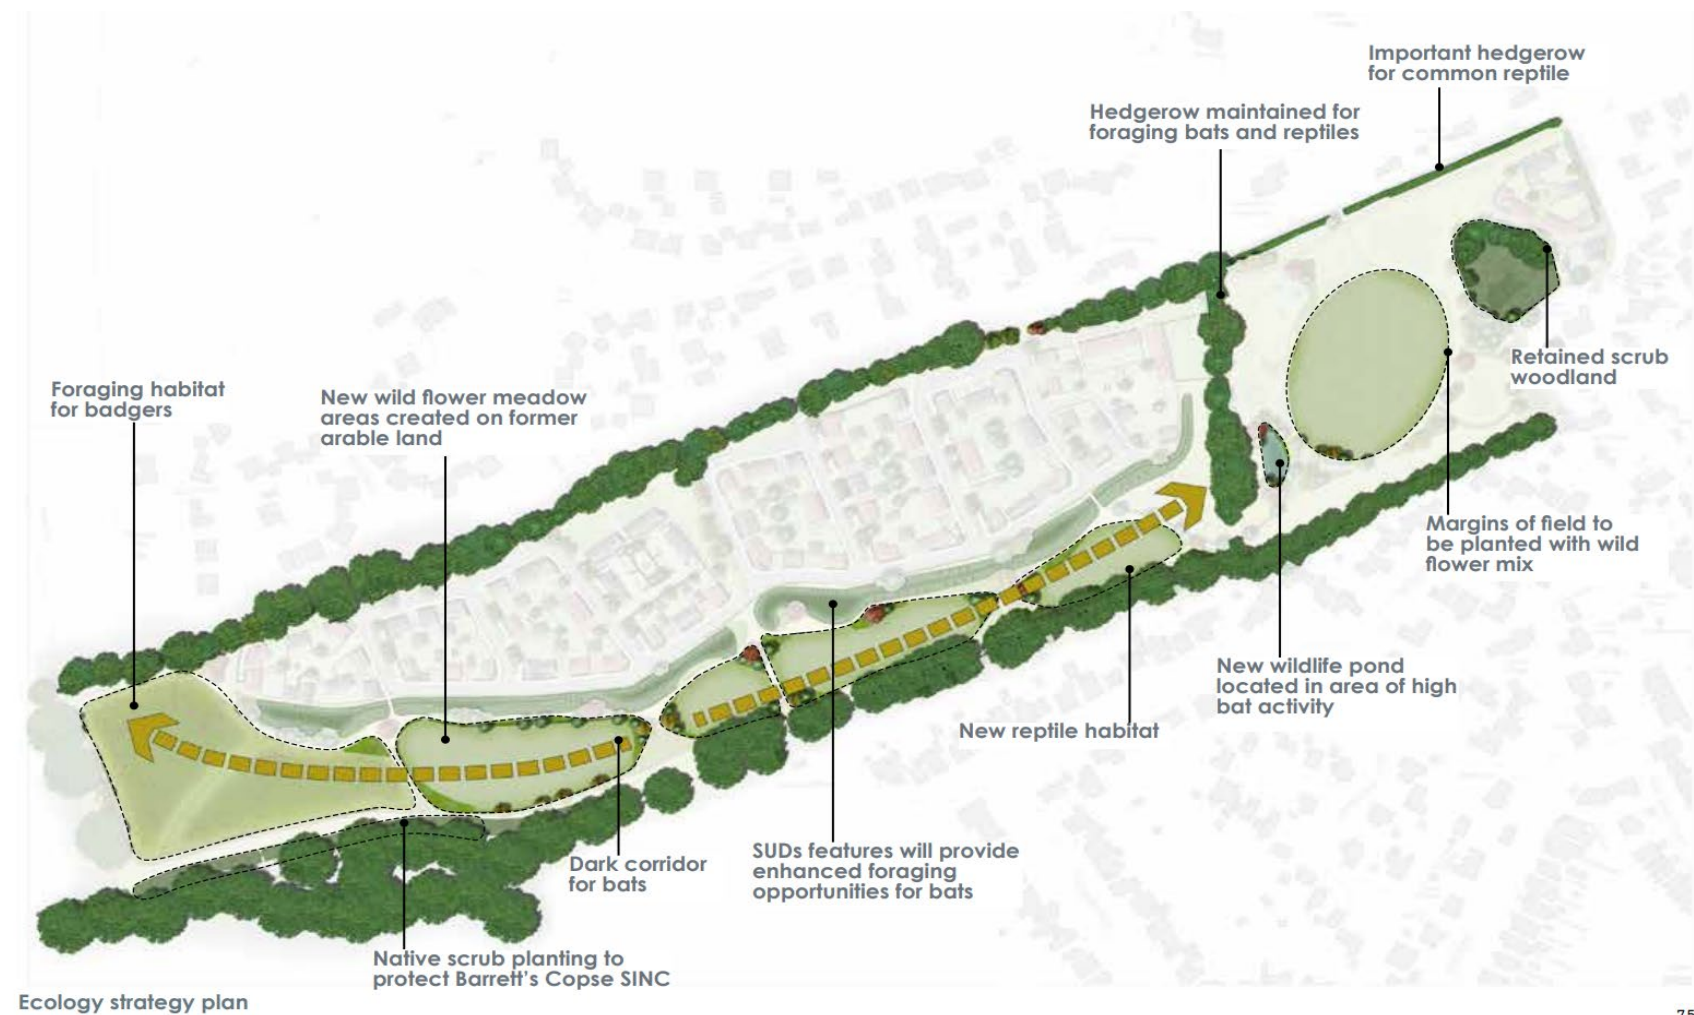 Important hedgerow
for common reptile
Hedgerow maintained for
foraging bats and reptiles
Retained scrub
woodland
Foraging habitat
for badgers
New wild flower meadow
areas created on former
arable land
Margins of field to
be planted with wild
flower mix
New wildlife pond
located in area of high
bat activity
New reptile habitat
SUDs features will provide
enhanced foraging
opportunities for bats
Dark corridor
for bats
Native scrub planting to
protect Barrett's Copse SINC
Ecology strategy plan
75